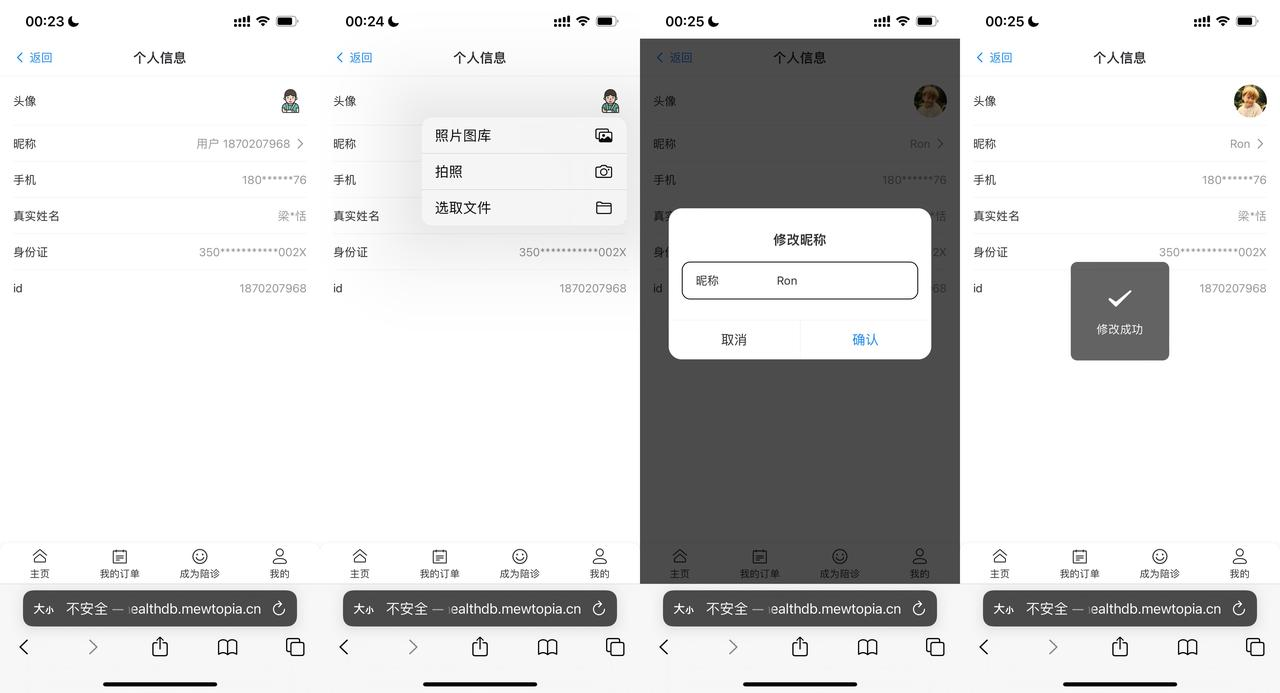 00:23
返回
个人信息
头像
昵称
用户 1870207968
手机
180******76
真实姓名
梁*恬
身份证
350***********002X
id
1870207968
主页
我的订单
成为陪诊
我的
大小 不安全 — ealthdb.mewtopia.cn
00:24
返回
个人信息
头像
照片图库
昵称
拍照
手机
选取文件
真实姓名
身份证
350***********002X
id
1870207968
主页
我的订单
成为陪诊
我的
大小 不安全 — ealthdb.mewtopia.cn
00:25
返回
个人信息
头像
昵称
Ron
手机
180******76
修改昵称
昵称
Ron
取消
确认
id
主页
我的订单
成为陪诊
我的
大小 不安全 — ealthdb.mewtopia.cn
00:25
返回
个人信息
头像
昵称
Ron
手机
180******76
真实姓名
梁*恬
身份证
350***********002X
id
1870207968
修改成功
主页
我的订单
成为陪诊
我的
大小 不安全 — ealthdb.mewtopia.cn